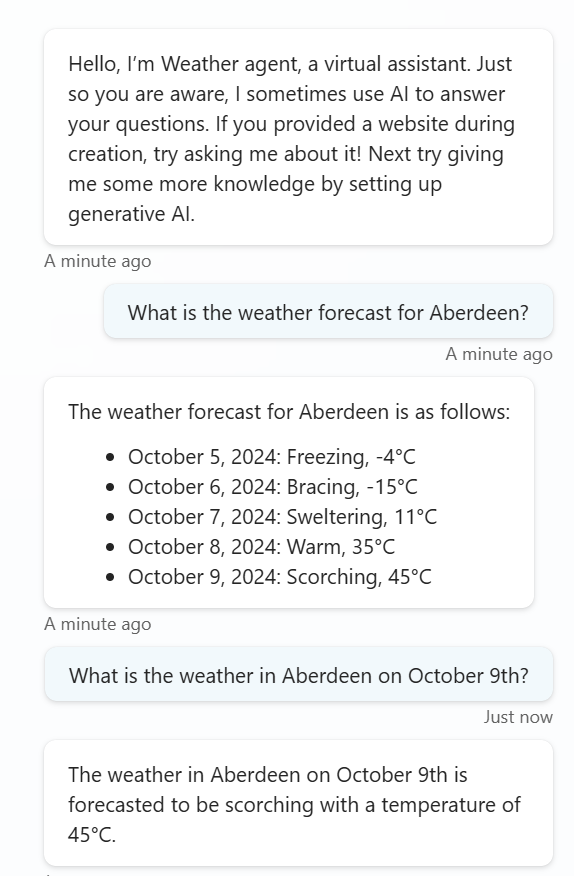 Hello, I’m Weather agent, a virtual assistant. Just
so you are aware, I sometimes use AI to answer
your questions. If you provided a website during
creation, try asking me about it! Next try giving
me some more knowledge by setting up
generative AI.
A minute ago
What is the weather forecast for Aberdeen?
A minute ago
The weather forecast for Aberdeen is as follows:
• October 5, 2024: Freezing, -4°C
• October 6, 2024: Bracing, -15°C
• October 7, 2024: Sweltering, 11°C
• October 8, 2024: Warm, 35°C
• October 9, 2024: Scorching, 45°C
A minute ago
What is the weather in Aberdeen on October 9th?
Just now
The weather in Aberdeen on October 9th is
forecasted to be scorching with a temperature of
45°C.